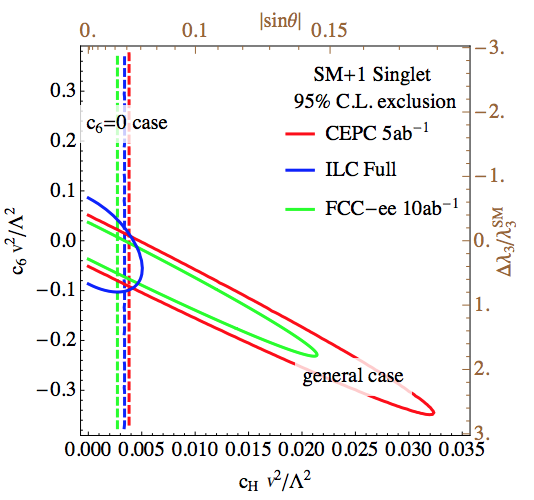 |sinθ|
0. 0.1 0.15
SM+1 Singlet
95% C.L. exclusion
CEPC 5ab⁻¹
ILC Full
FCC−ee 10ab⁻¹
c₆=0 case
general case
0.3
0.2
0.1
0.0
−0.1
−0.2
−0.3
c₆ v²/Λ²
−3.
−2.
−1.
0.
1.
2.
3.
Δλ₃/λ₃^SM
0.000 0.005 0.010 0.015 0.020 0.025 0.030 0.035
c_H v²/Λ²